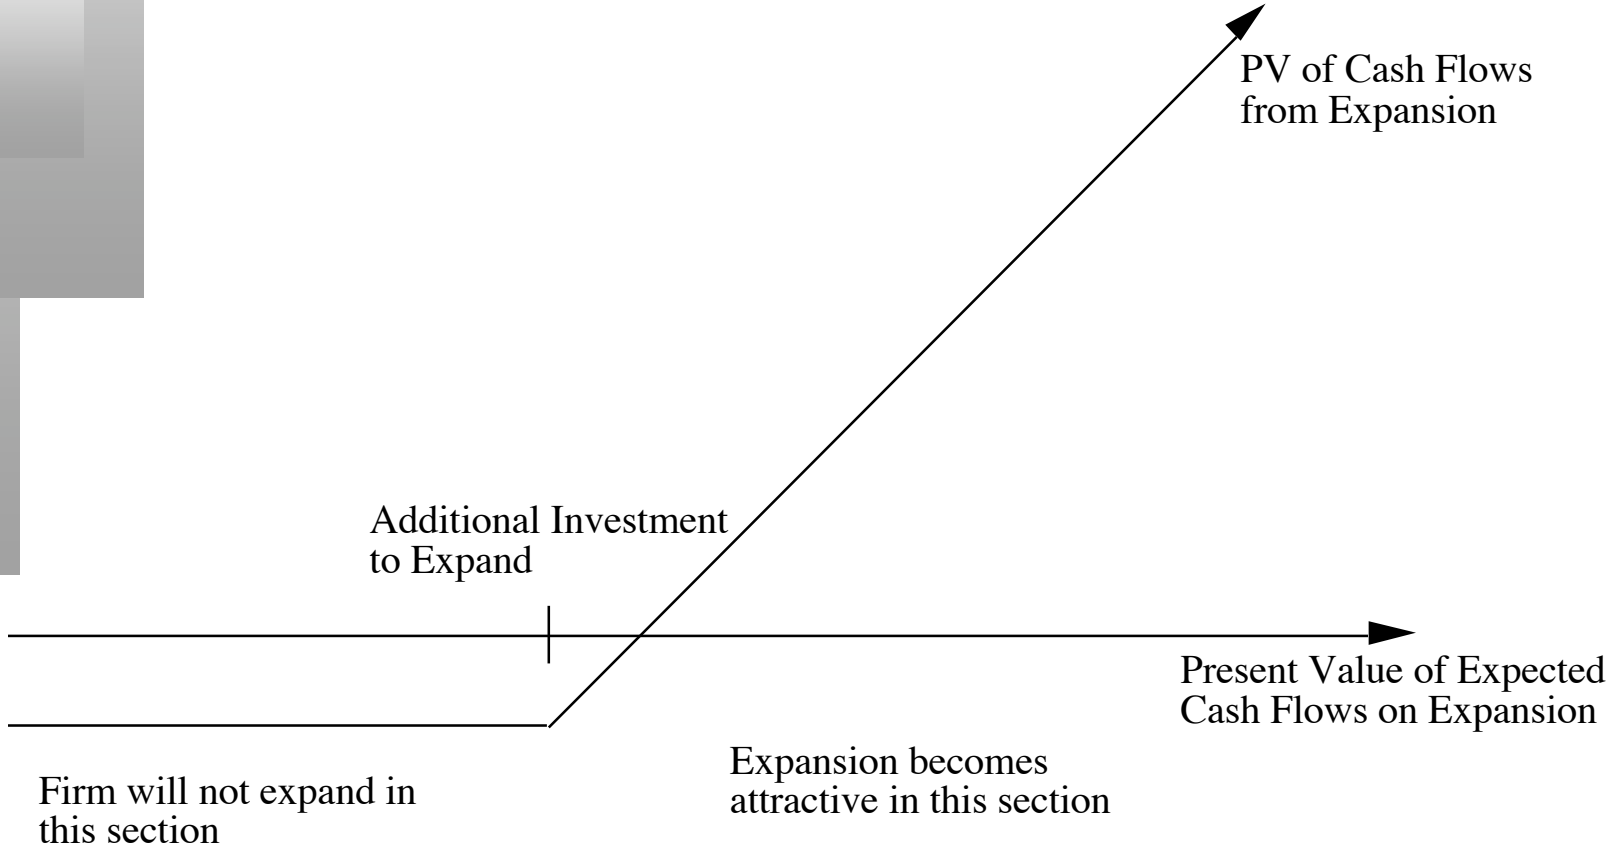 PV of Cash Flows
from Expansion
Additional Investment
to Expand
Present Value of Expected
Cash Flows on Expansion
Expansion becomes
attractive in this section
Firm will not expand in
this section